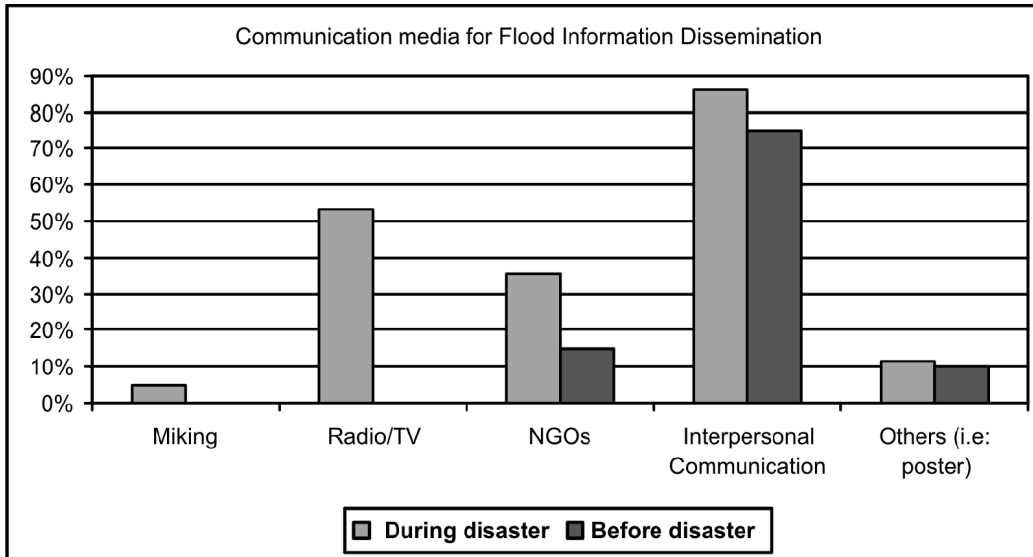 Communication media for Flood Information Dissemination
90%
80%
70%
60%
50%
40%
30%
20%
10%
0%
Miking
Radio/TV
NGOs
Interpersonal
Communication
Others (i.e:
poster)
During disaster
Before disaster